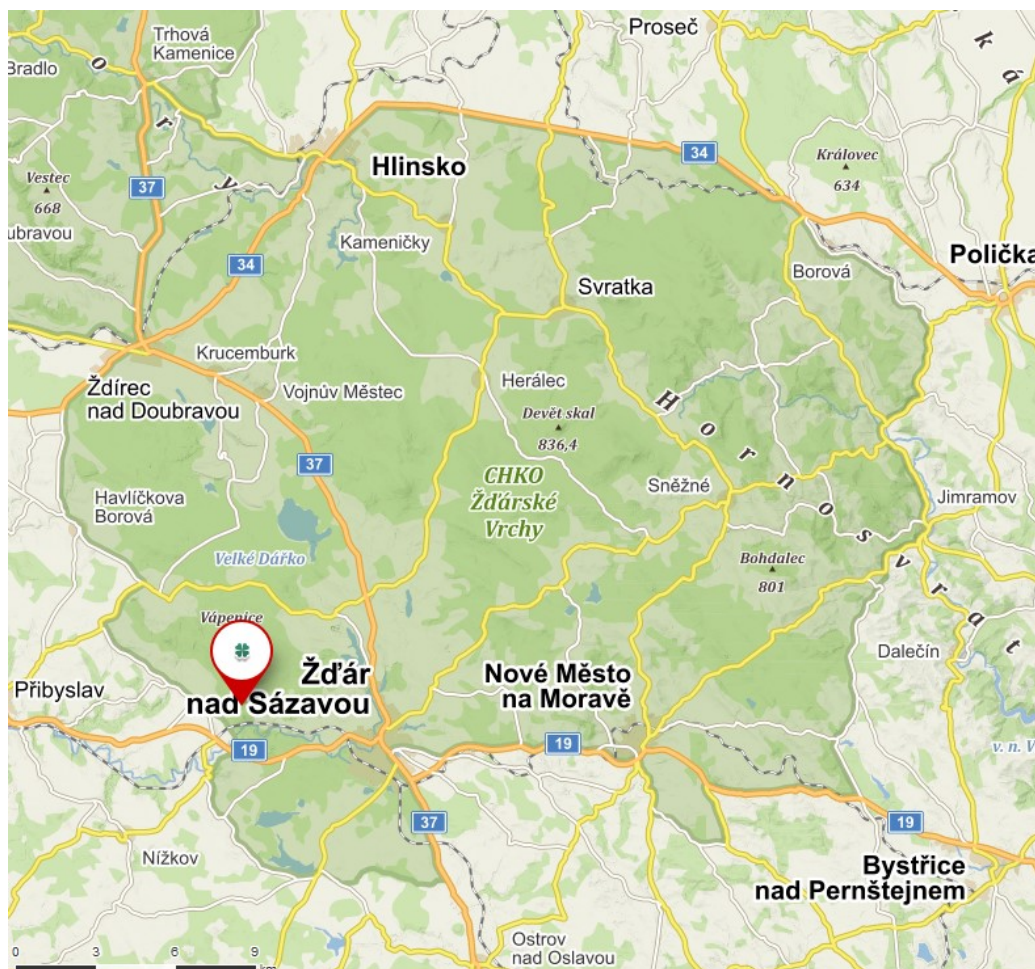 Trhová
Kamenice
Proseč
Bradlo
o
r
y
k
á
34
Královec
634
Vestec
668
37
Hlinsko
ubravou
Kameničky
34
Svratka
Borová
Polička
Krucemburk
Ždírec
nad Doubravou
Vojnův Městec
Herálec
Devět skal
836,4
H o r n o s v r a t
37
CHKO
Žďárské
Vrchy
Sněžné
Havlíčkova
Borová
Jimramov
Velké Dářko
Bohdalec
801
Vápenice
Žďár
nad Sázavou
Nové Město
na Moravě
Dalečín
Přibyslav
19
19
v. n. V
37
19
Nížkov
Bystřice
nad Pernštejnem
Ostrov
nad Oslavou
0 3 6 9
km